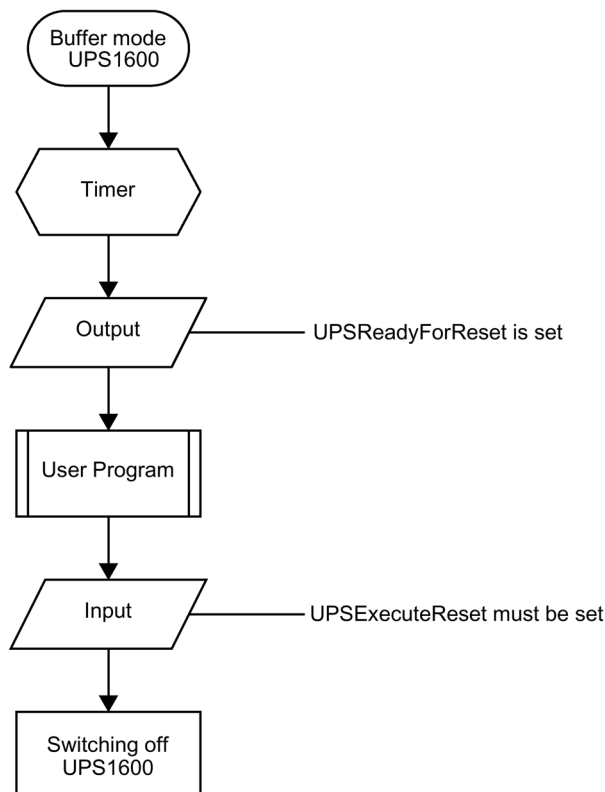 Buffer mode
UPS1600
Timer
Output
UPSReadyForReset is set
User Program
Input
UPSExecuteReset must be set
Switching off
UPS1600